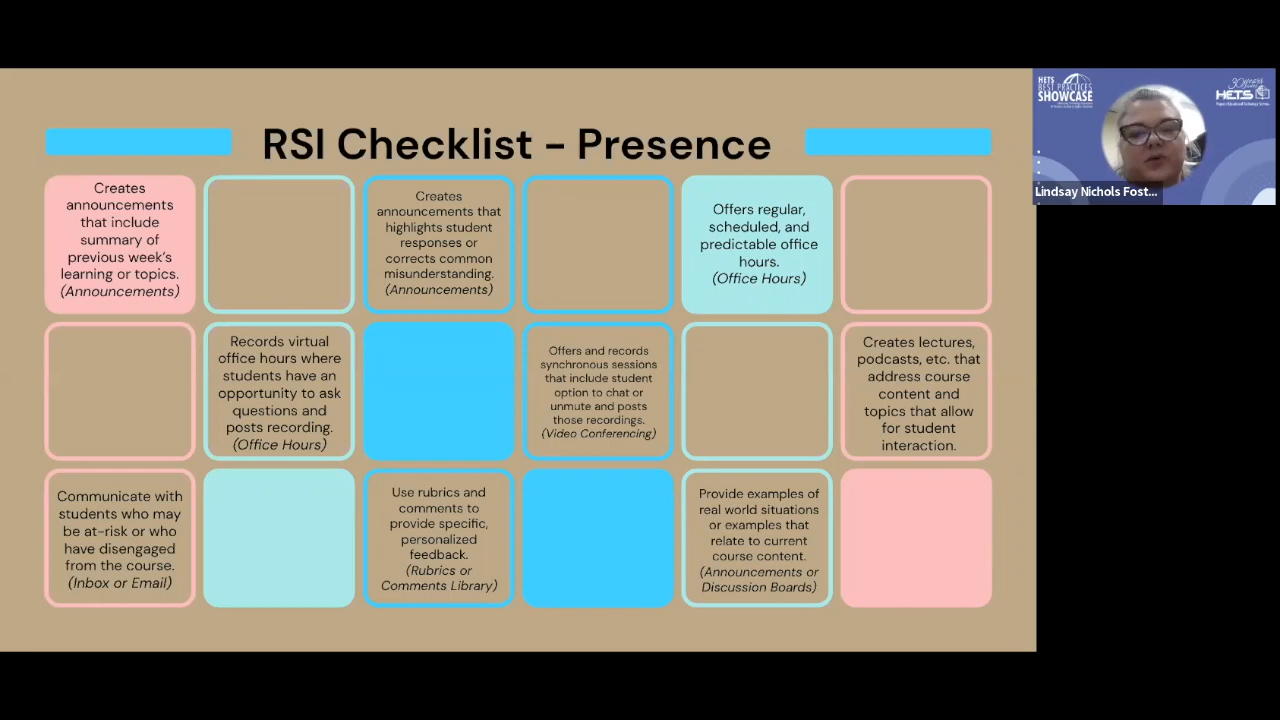 RSI Checklist – Presence
Creates
announcements
that include
summary of
previous week's
learning or topics.
(Announcements)
Creates
announcements that
highlights student
responses or
corrects common
misunderstanding.
(Announcements)
Offers regular,
scheduled, and
predictable office
hours.
(Office Hours)
Records virtual
office hours where
students have an
opportunity to ask
questions and
posts recording.
(Office Hours)
Offers and records
synchronous sessions
that include student
option to chat or
unmute and posts
those recordings.
(Video Conferencing)
Creates lectures,
podcasts, etc. that
address course
content and
topics that allow
for student
interaction.
Communicate with
students who may
be at-risk or who
have disengaged
from the course.
(Inbox or Email)
Use rubrics and
comments to
provide specific,
personalized
feedback.
(Rubrics or
Comments Library)
Provide examples of
real world situations
or examples that
relate to current
course content.
(Announcements or
Discussion Boards)
HETS
BEST PRACTICES
SHOWCASE
30 years
HETS
Lindsay Nichols Fost...